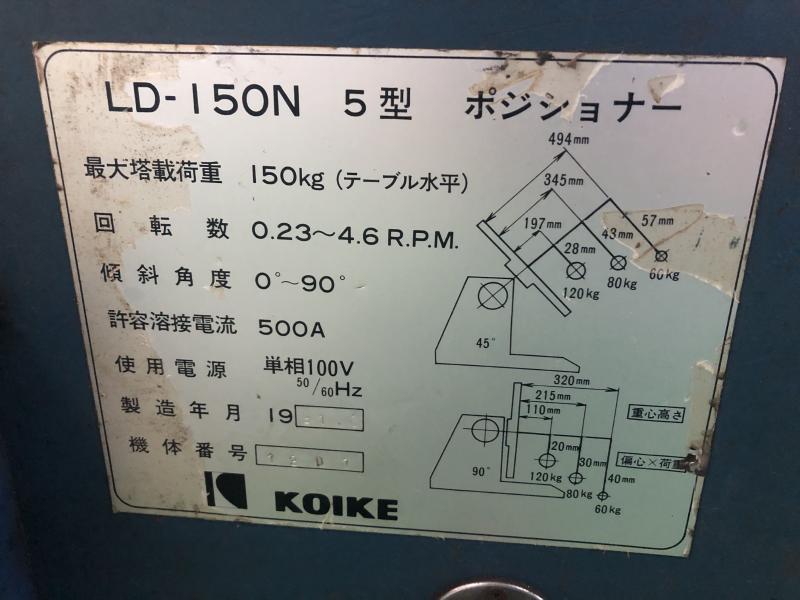 LD-150N 5型 ポジショナー
最大塔載荷重 150kg (テーブル水平)
回転数 0.23～4.6 R.P.M.
傾斜角度 0°～90°
許容溶接電流 500A
使用電源 単相100V
50/60Hz
製造年月 19
機体番号
KOIKE
494mm
345mm
197mm
57mm
43mm
28mm
60kg
80kg
120kg
45°
320mm
215mm
110mm
重心高さ
20mm
30mm
偏心×荷重
40mm
120kg
80kg
60kg
90°